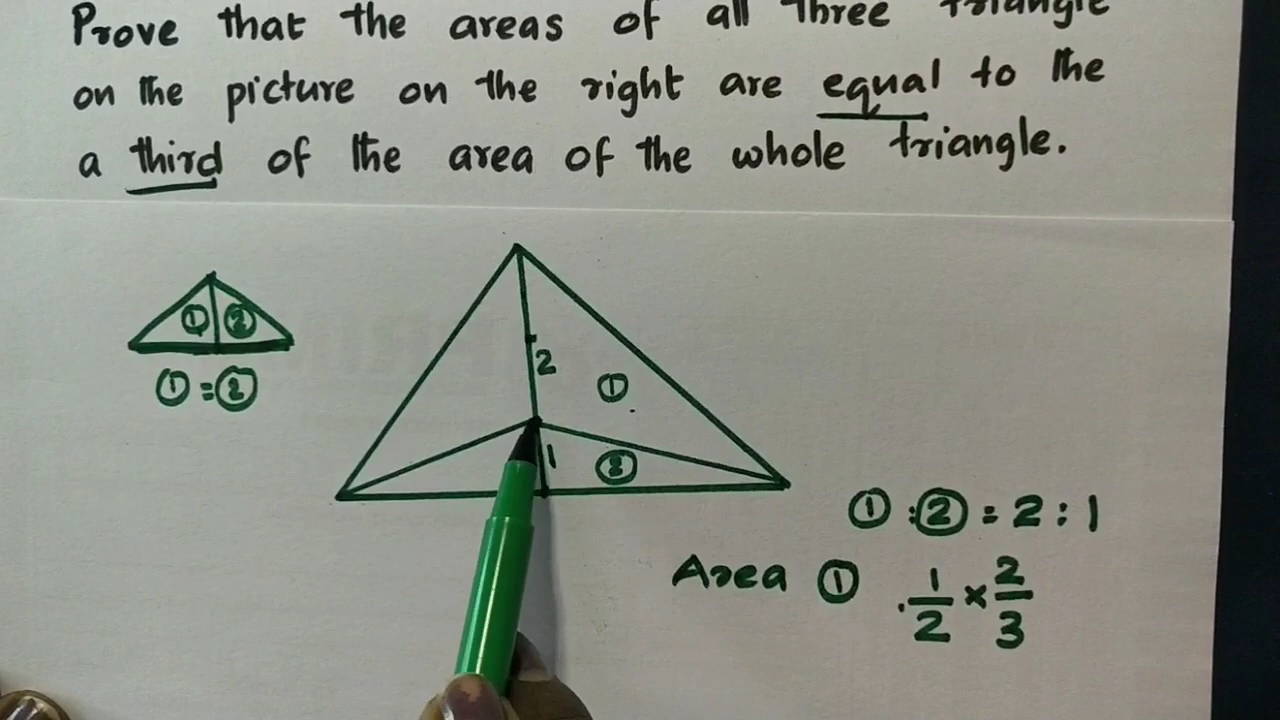 Prove that the areas of all three triangle
on the picture on the right are equal to the
a third of the area of the whole triangle.
① ②
① = ②
2
①
1
②
① : ② = 2 : 1
Area ① 1/2 × 2/3